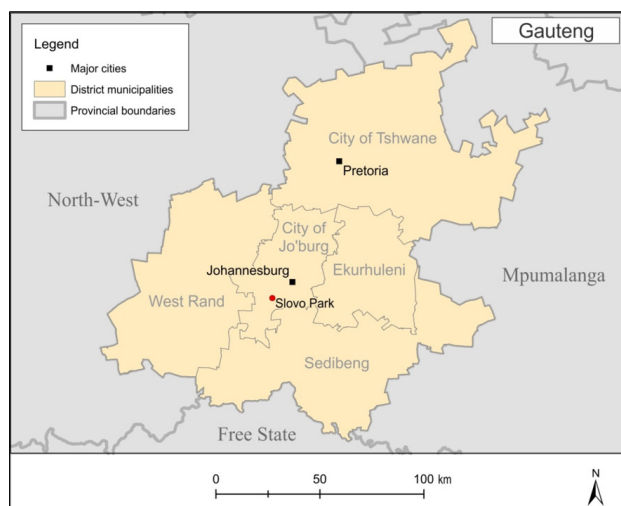 Gauteng
Legend
Major cities
District municipalities
Provincial boundaries
City of Tshwane
Pretoria
North-West
City of
Jo'burg
Johannesburg
Ekurhuleni
Mpumalanga
West Rand
Slovo Park
Sedibeng
Free State
0 50 100 km
N